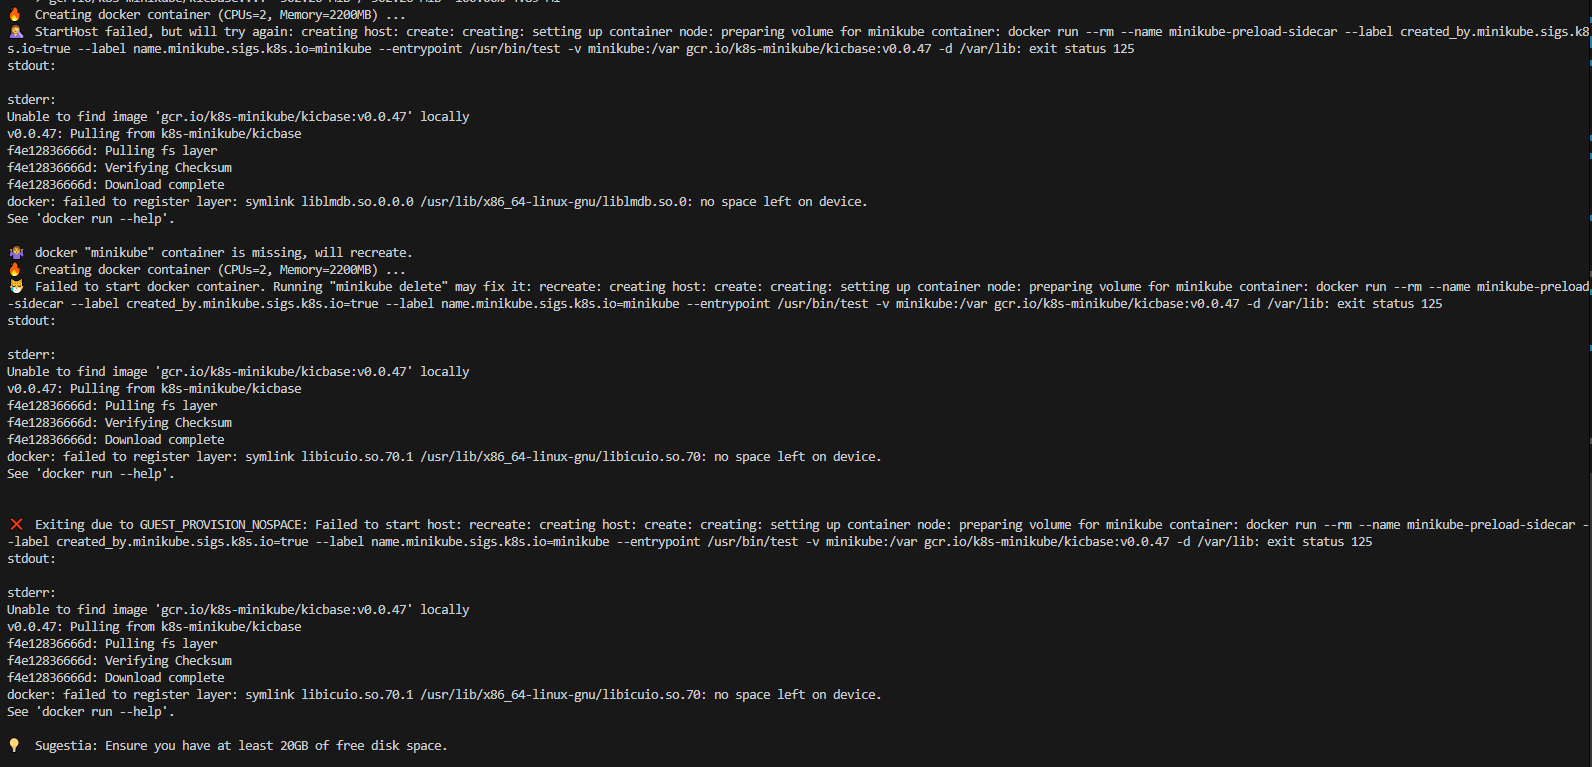 🔥  Creating docker container (CPUs=2, Memory=2200MB) ...
🤦  StartHost failed, but will try again: creating host: create: creating: setting up container node: preparing volume for minikube container: docker run --rm --name minikube-preload-sidecar --label created_by.minikube.sigs.k8
s.io=true --label name.minikube.sigs.k8s.io=minikube --entrypoint /usr/bin/test -v minikube:/var gcr.io/k8s-minikube/kicbase:v0.0.47 -d /var/lib: exit status 125
stdout:
stderr:
Unable to find image 'gcr.io/k8s-minikube/kicbase:v0.0.47' locally
v0.0.47: Pulling from k8s-minikube/kicbase
f4e12836666d: Pulling fs layer
f4e12836666d: Verifying Checksum
f4e12836666d: Download complete
docker: failed to register layer: symlink liblmdb.so.0.0.0 /usr/lib/x86_64-linux-gnu/liblmdb.so.0: no space left on device.
See 'docker run --help'.
🤷  docker "minikube" container is missing, will recreate.
🔥  Creating docker container (CPUs=2, Memory=2200MB) ...
😿  Failed to start docker container. Running "minikube delete" may fix it: recreate: creating host: create: creating: setting up container node: preparing volume for minikube container: docker run --rm --name minikube-preload
-sidecar --label created_by.minikube.sigs.k8s.io=true --label name.minikube.sigs.k8s.io=minikube --entrypoint /usr/bin/test -v minikube:/var gcr.io/k8s-minikube/kicbase:v0.0.47 -d /var/lib: exit status 125
stdout:
stderr:
Unable to find image 'gcr.io/k8s-minikube/kicbase:v0.0.47' locally
v0.0.47: Pulling from k8s-minikube/kicbase
f4e12836666d: Pulling fs layer
f4e12836666d: Verifying Checksum
f4e12836666d: Download complete
docker: failed to register layer: symlink libicuio.so.70.1 /usr/lib/x86_64-linux-gnu/libicuio.so.70: no space left on device.
See 'docker run --help'.
❌  Exiting due to GUEST_PROVISION_NOSPACE: Failed to start host: recreate: creating host: create: creating: setting up container node: preparing volume for minikube container: docker run --rm --name minikube-preload-sidecar -
-label created_by.minikube.sigs.k8s.io=true --label name.minikube.sigs.k8s.io=minikube --entrypoint /usr/bin/test -v minikube:/var gcr.io/k8s-minikube/kicbase:v0.0.47 -d /var/lib: exit status 125
stdout:
stderr:
Unable to find image 'gcr.io/k8s-minikube/kicbase:v0.0.47' locally
v0.0.47: Pulling from k8s-minikube/kicbase
f4e12836666d: Pulling fs layer
f4e12836666d: Verifying Checksum
f4e12836666d: Download complete
docker: failed to register layer: symlink libicuio.so.70.1 /usr/lib/x86_64-linux-gnu/libicuio.so.70: no space left on device.
See 'docker run --help'.
💡  Sugestia: Ensure you have at least 20GB of free disk space.